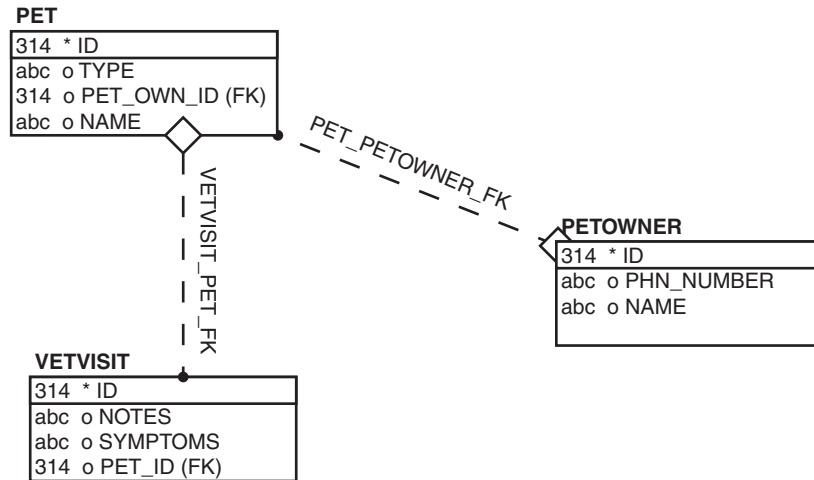 PET
314 * ID
abc o TYPE
314 o PET_OWN_ID (FK)
abc o NAME
PET_PETOWNER_FK
VETVISIT_PET_FK
PETOWNER
314 * ID
abc o PHN_NUMBER
abc o NAME
VETVISIT
314 * ID
abc o NOTES
abc o SYMPTOMS
314 o PET_ID (FK)